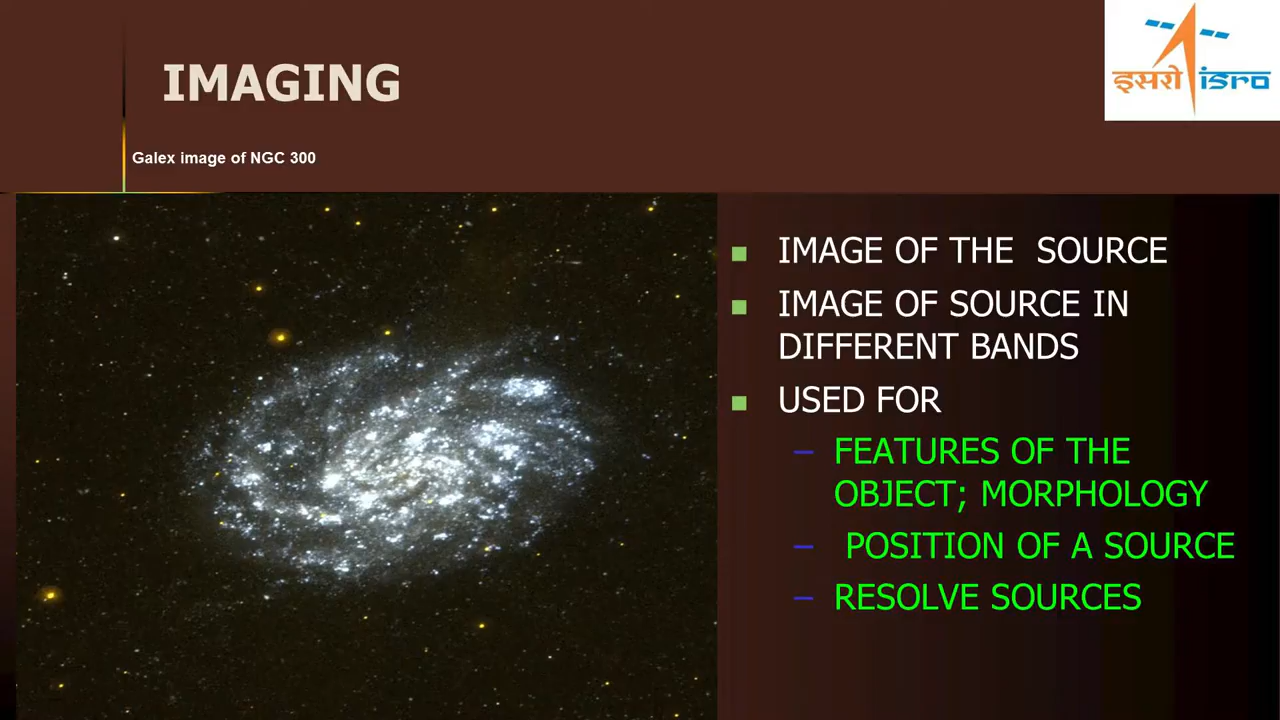 IMAGING
इसरो isro
Galex image of NGC 300
IMAGE OF THE SOURCE
IMAGE OF SOURCE IN
DIFFERENT BANDS
USED FOR
– FEATURES OF THE
OBJECT; MORPHOLOGY
– POSITION OF A SOURCE
– RESOLVE SOURCES